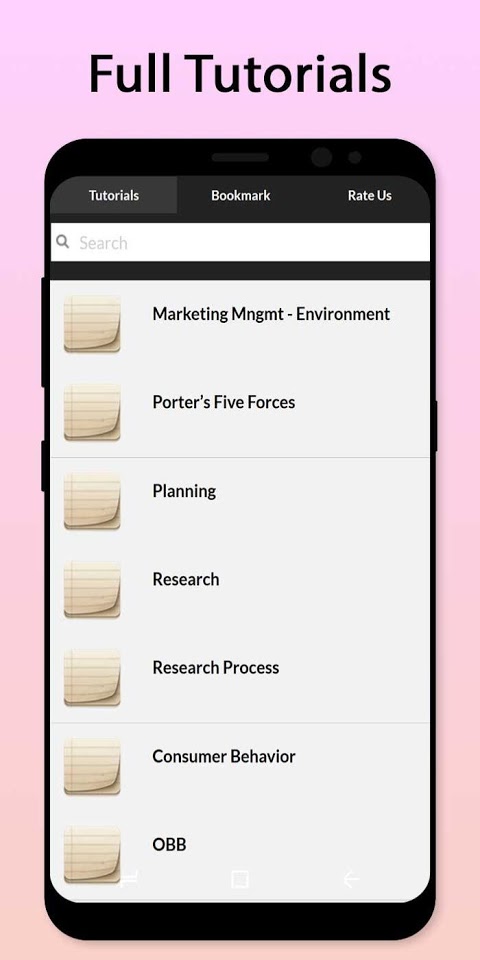 Full Tutorials
Tutorials Bookmark Rate Us
Search
Marketing Mngmt - Environment
Porter’s Five Forces
Planning
Research
Research Process
Consumer Behavior
OBB